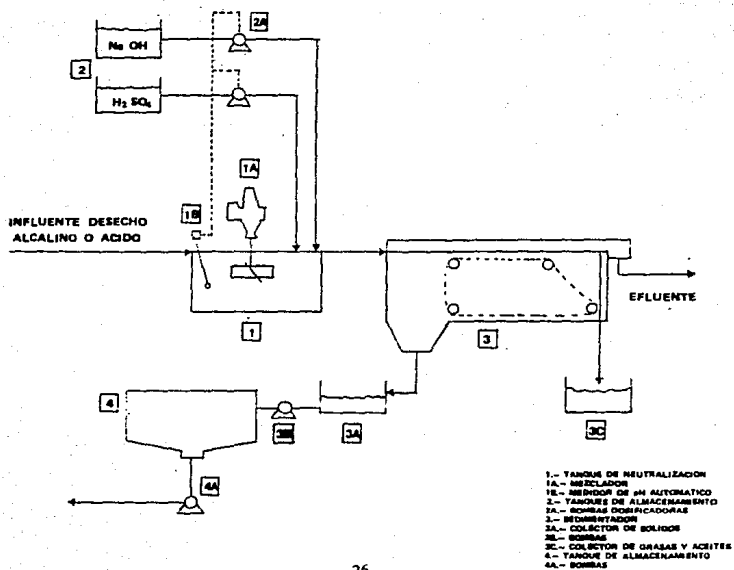 2A
Na OH
2
H2 SO4
1A
1B
INFLUENTE DESECHO
ALCALINO O ACIDO
EFLUENTE
1
3
4
3B
3A
3C
4A
1.- TANQUE DE NEUTRALIZACION
1A.- MEZCLADOR
1B.- MEDIDOR DE pH AUTOMATICO
2.- TANQUES DE ALMACENAMIENTO
2A.- BOMBAS DOSIFICADORAS
3.- SEDIMENTADOR
3A.- COLECTOR DE SOLIDOS
3B.- BOMBAS
3C.- COLECTOR DE GRASAS Y ACEITES
4.- TANQUE DE ALMACENAMIENTO
4A.- BOMBAS
26